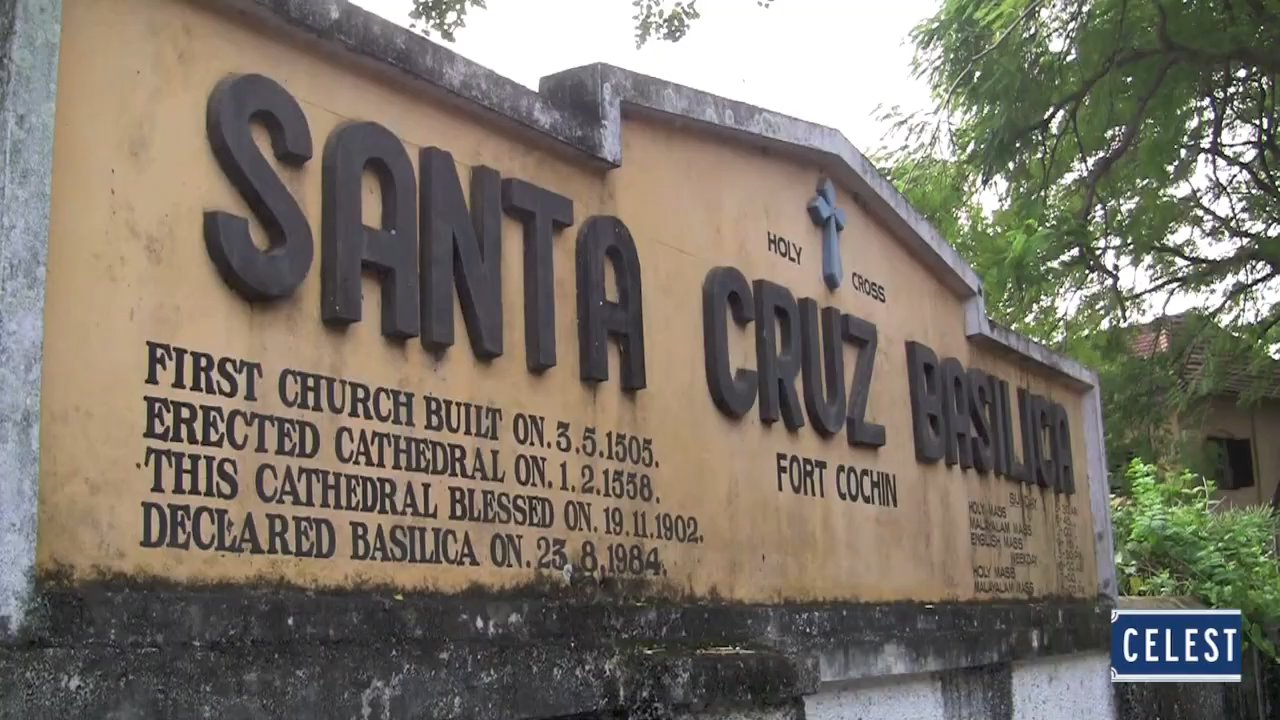 SANTA CRUZ BASILICA
HOLY CROSS
FORT COCHIN
FIRST CHURCH BUILT ON. 3.5.1505.
ERECTED CATHEDRAL ON. 1.2.1558.
THIS CATHEDRAL BLESSED ON. 19.11.1902.
DECLARED BASILICA ON. 23.8.1984.
SUNDAY
HOLY MASS
MALAYALAM MASS
ENGLISH MASS
WEEKDAY
HOLY MASS
MALAYALAM MASS
CELEST